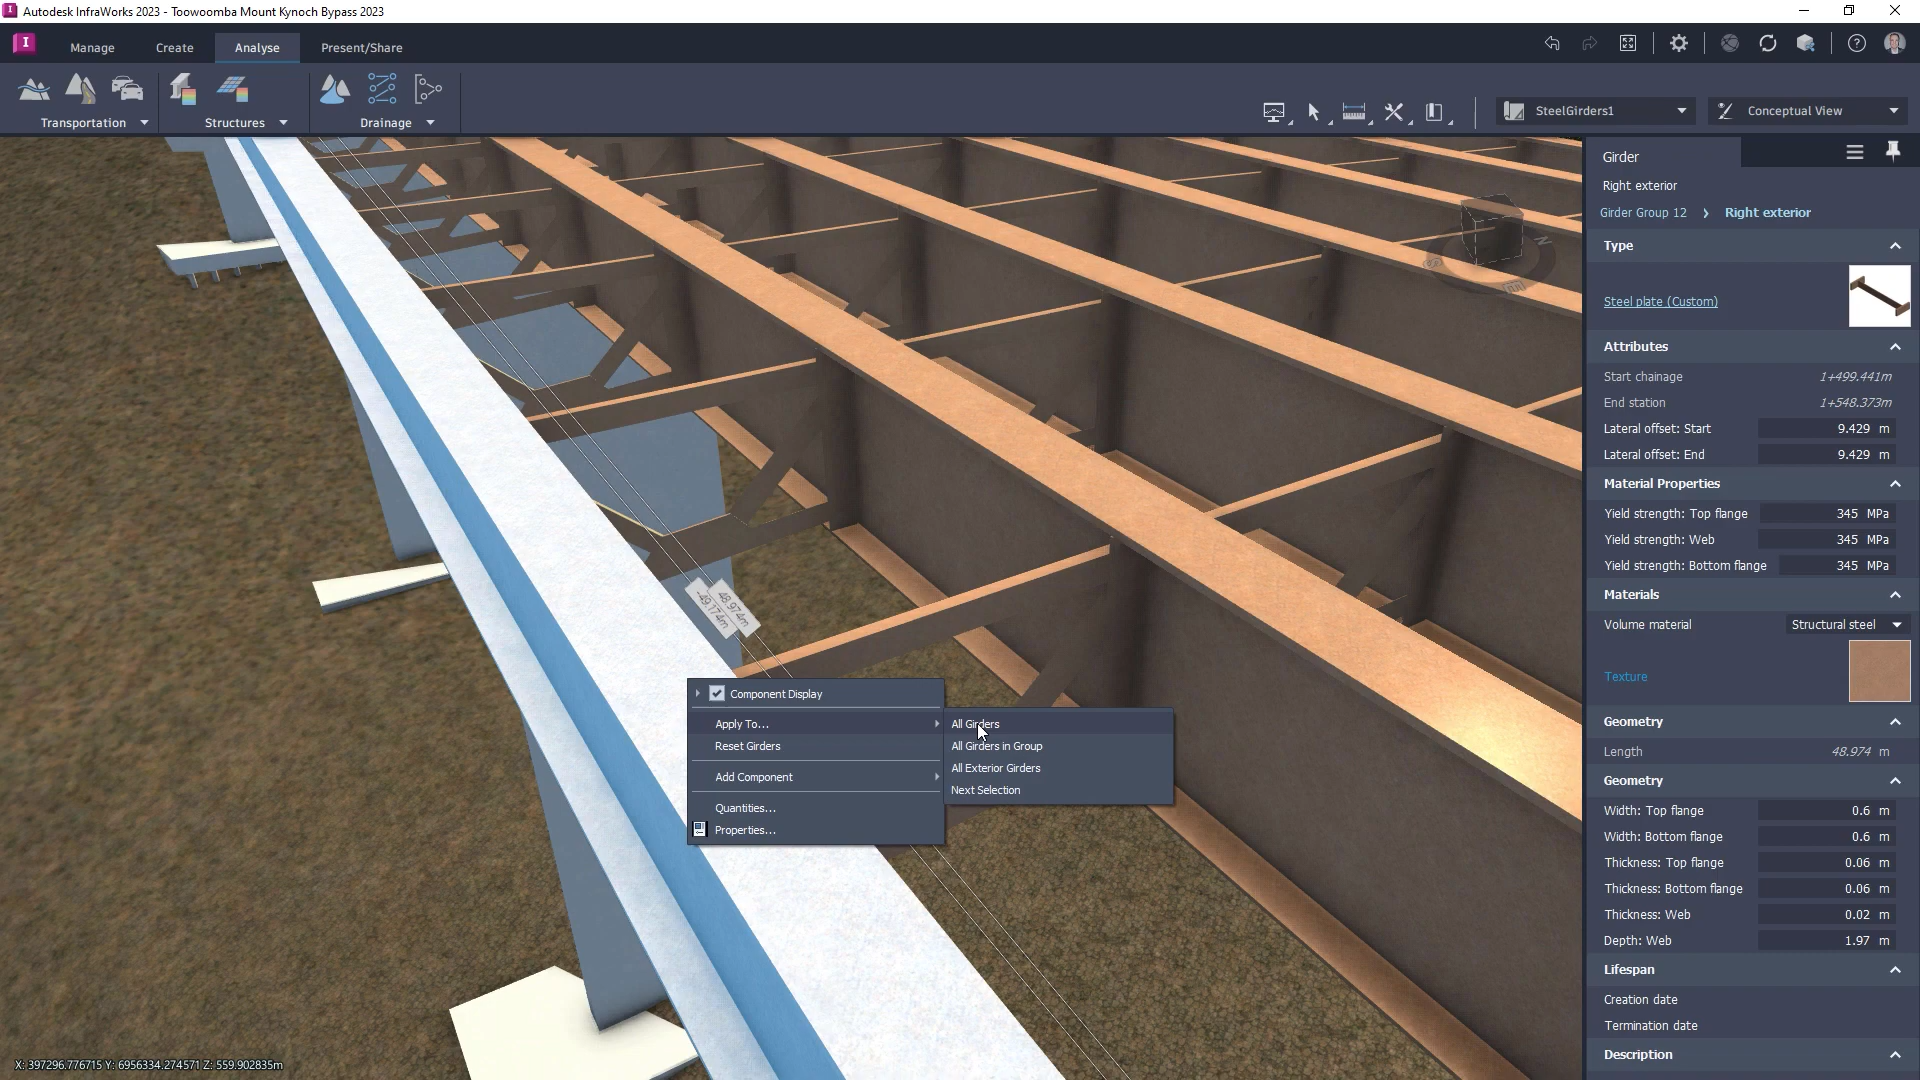 Autodesk InfraWorks 2023 - Toowoomba Mount Kynoch Bypass 2023
Manage Create Analyse Present/Share
Transportation Structures Drainage
SteelGirders1 Conceptual View
Girder
Right exterior
Girder Group 12 › Right exterior
Type
Steel plate (Custom)
Attributes
Start chainage 1+499.441m
End station 1+548.373m
Lateral offset: Start 9.429 m
Lateral offset: End 9.429 m
Material Properties
Yield strength: Top flange 345 MPa
Yield strength: Web 345 MPa
Yield strength: Bottom flange 345 MPa
Materials
Volume material Structural steel
Texture
Geometry
Length 48.974 m
Geometry
Width: Top flange 0.6 m
Width: Bottom flange 0.6 m
Thickness: Top flange 0.06 m
Thickness: Bottom flange 0.06 m
Thickness: Web 0.02 m
Depth: Web 1.97 m
Lifespan
Creation date
Termination date
Description
48.974m
-49.174m
Component Display
Apply To...
Reset Girders
Add Component
Quantities...
Properties...
All Girders
All Girders in Group
All Exterior Girders
Next Selection
X: 397296.776715 Y: 6956334.274571 Z: 559.902835m